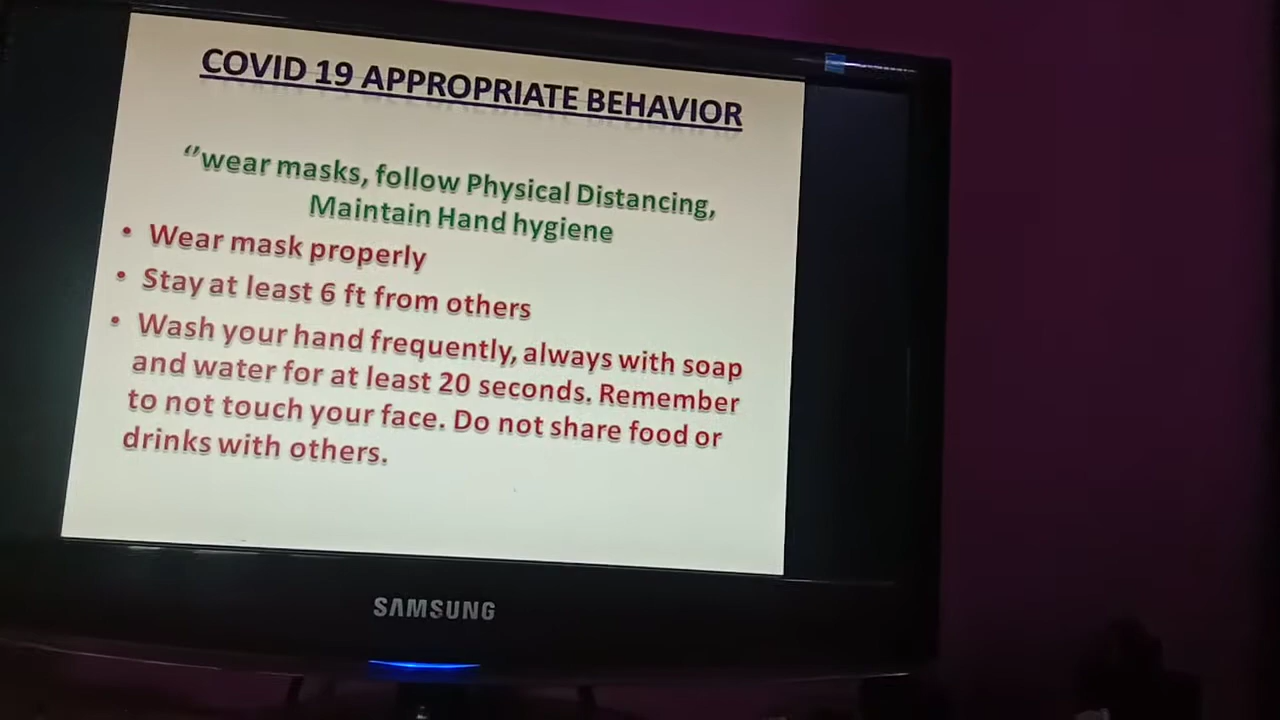 COVID 19 APPROPRIATE BEHAVIOR
‘’wear masks, follow Physical Distancing,
Maintain Hand hygiene
• Wear mask properly
• Stay at least 6 ft from others
• Wash your hand frequently, always with soap
and water for at least 20 seconds. Remember
to not touch your face. Do not share food or
drinks with others.
SAMSUNG